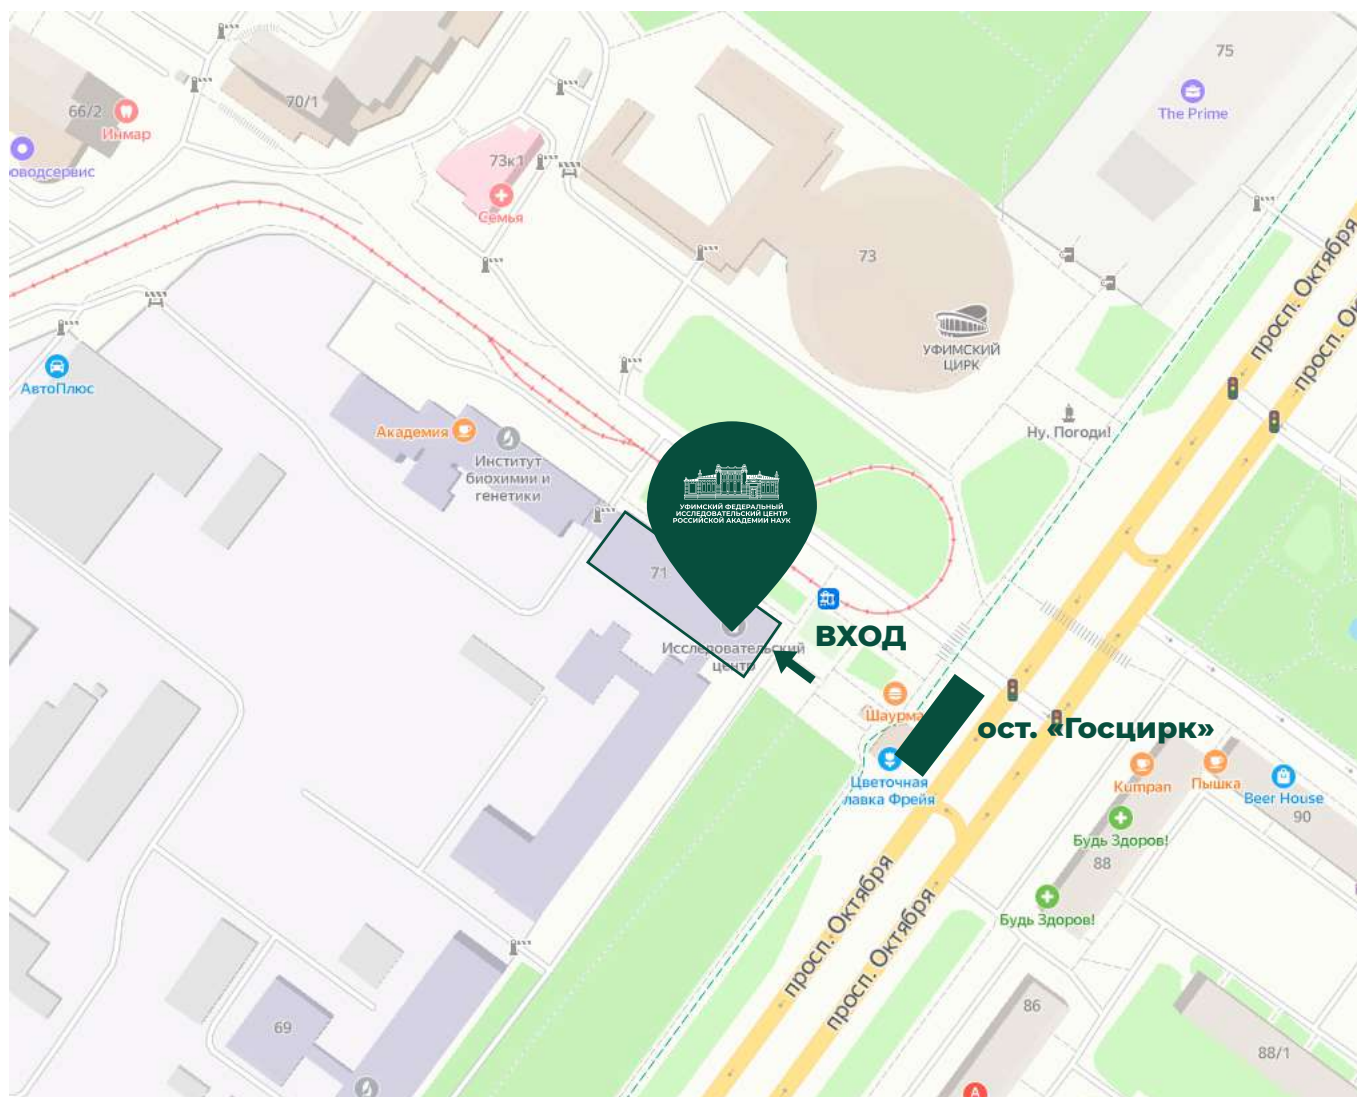 75
The Prime
66/2
Инмар
70/1
оводсервис
73к1
Семья
73
УФИМСКИЙ
ЦИРК
просп. Октября
просп. Ок
АвтоПлюс
Академия
Институт
биохимии и
генетики
Ну, Погоди!
УФИМСКИЙ ФЕДЕРАЛЬНЫЙ
ИССЛЕДОВАТЕЛЬСКИЙ ЦЕНТР
РОССИЙСКОЙ АКАДЕМИИ НАУК
71
ВХОД
Исследовательский
центр
Шаурма
ост. «Госцирк»
Цветочная
лавка Фрейя
Kumpan
Пышка
Beer House
90
Будь Здоров!
88
Будь Здоров!
просп. Октября
просп. Октября
86
69
88/1
А